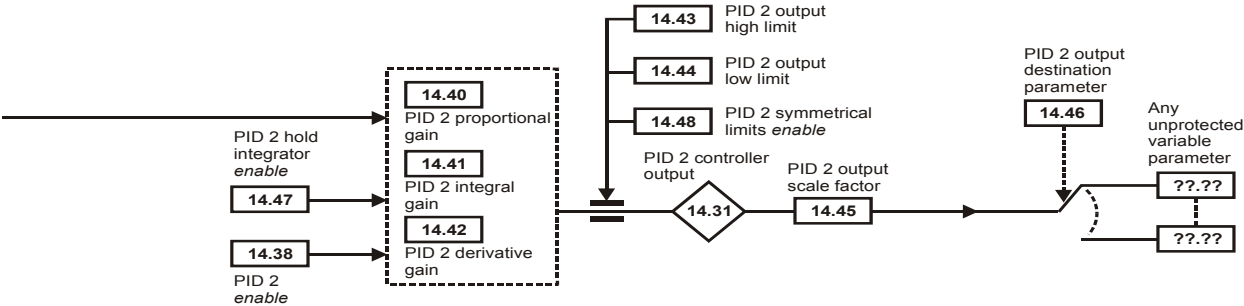 14.43
PID 2 output
high limit
14.44
PID 2 output
low limit
14.48
PID 2 symmetrical
limits enable
14.40
PID 2 proportional
gain
14.41
PID 2 integral
gain
14.42
PID 2 derivative
gain
PID 2 hold
integrator
enable
14.47
14.38
PID 2
enable
PID 2 controller
output
14.31
PID 2 output
scale factor
14.45
PID 2 output
destination
parameter
14.46
Any
unprotected
variable
parameter
??.??
??.??